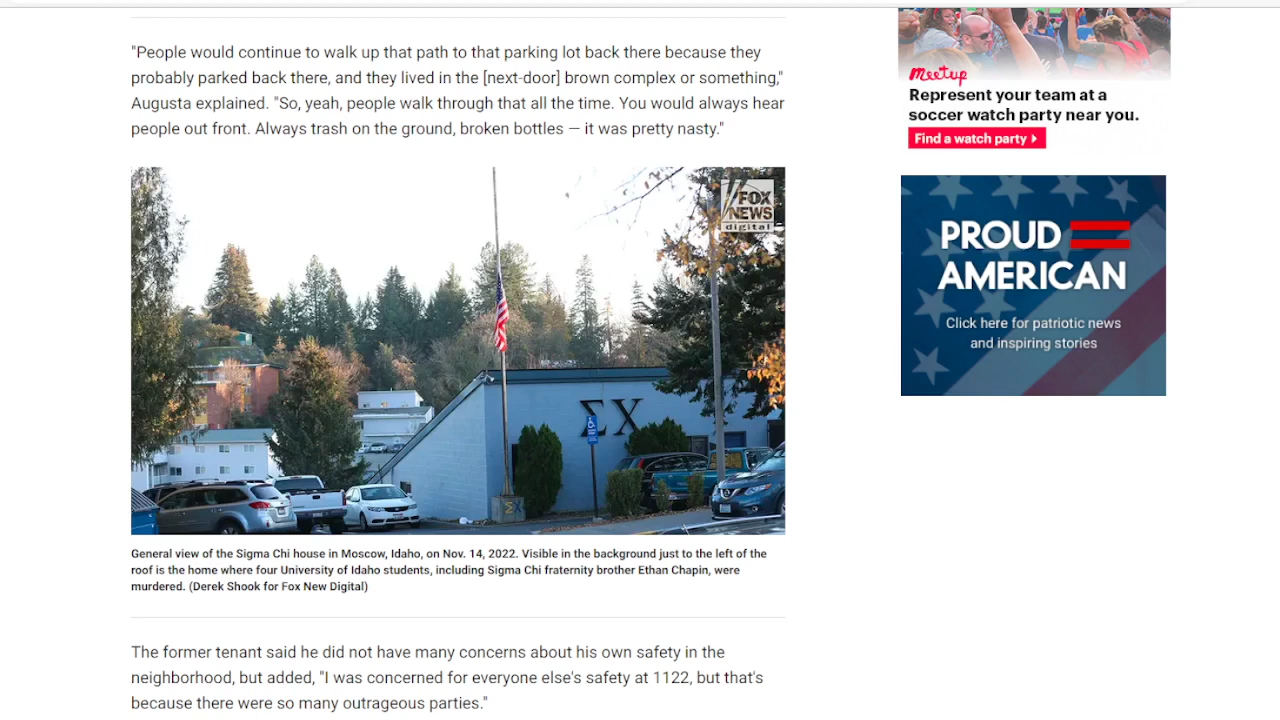 "People would continue to walk up that path to that parking lot back there because they
probably parked back there, and they lived in the [next-door] brown complex or something,"
Augusta explained. "So, yeah, people walk through that all the time. You would always hear
people out front. Always trash on the ground, broken bottles — it was pretty nasty."
FOX
NEWS
digital
ΣΧ
General view of the Sigma Chi house in Moscow, Idaho, on Nov. 14, 2022. Visible in the background just to the left of the
roof is the home where four University of Idaho students, including Sigma Chi fraternity brother Ethan Chapin, were
murdered. (Derek Shook for Fox New Digital)
The former tenant said he did not have many concerns about his own safety in the
neighborhood, but added, "I was concerned for everyone else's safety at 1122, but that's
because there were so many outrageous parties."
Meetup
Represent your team at a
soccer watch party near you.
Find a watch party
PROUD
AMERICAN
Click here for patriotic news
and inspiring stories